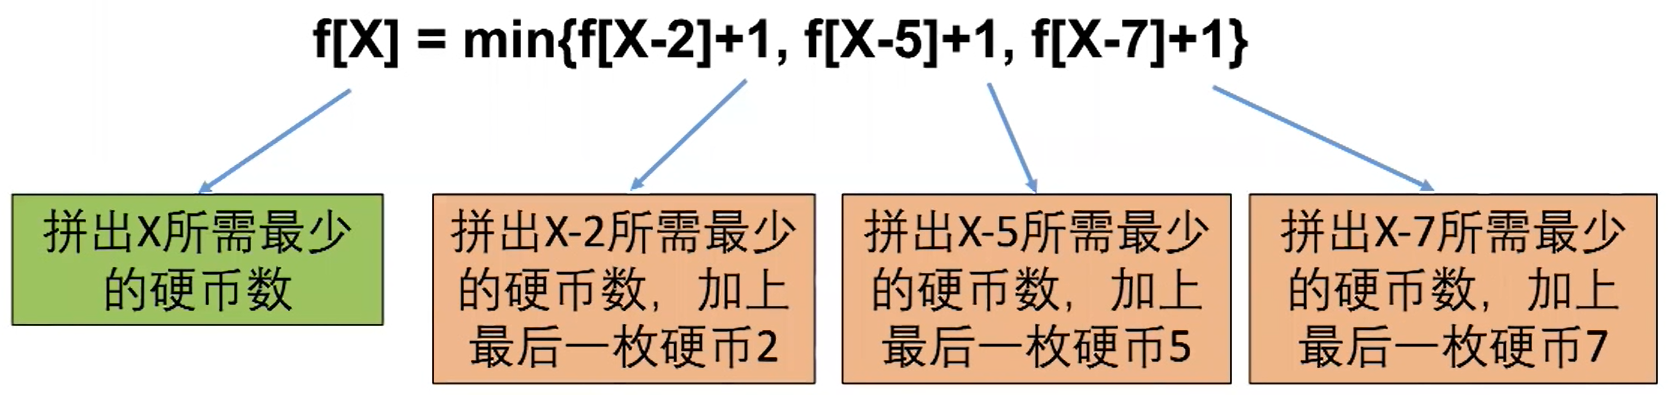 f[X] = min{f[X-2]+1, f[X-5]+1, f[X-7]+1}
拼出X所需最少
的硬币数
拼出X-2所需最少
的硬币数，加上
最后一枚硬币2
拼出X-5所需最少
的硬币数，加上
最后一枚硬币5
拼出X-7所需最少
的硬币数，加上
最后一枚硬币7